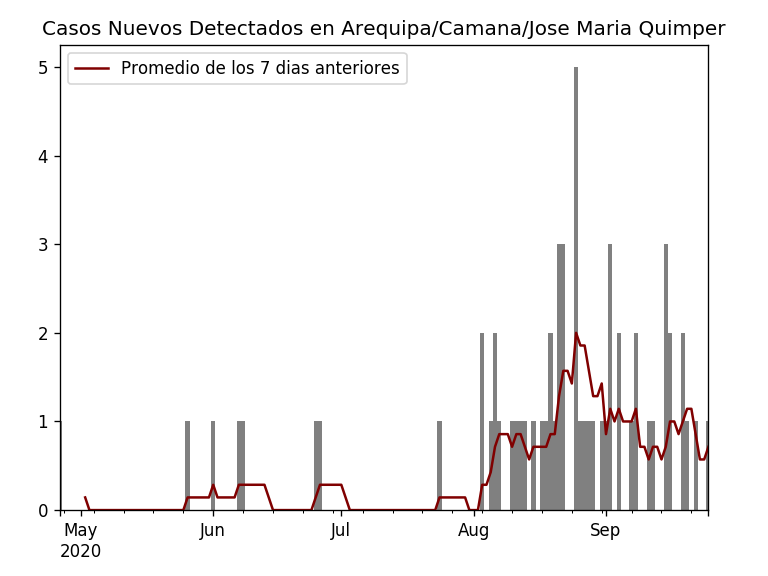 Casos Nuevos Detectados en Arequipa/Camana/Jose Maria Quimper
Promedio de los 7 dias anteriores
5
4
3
2
1
0
May Jun Jul Aug Sep
2020